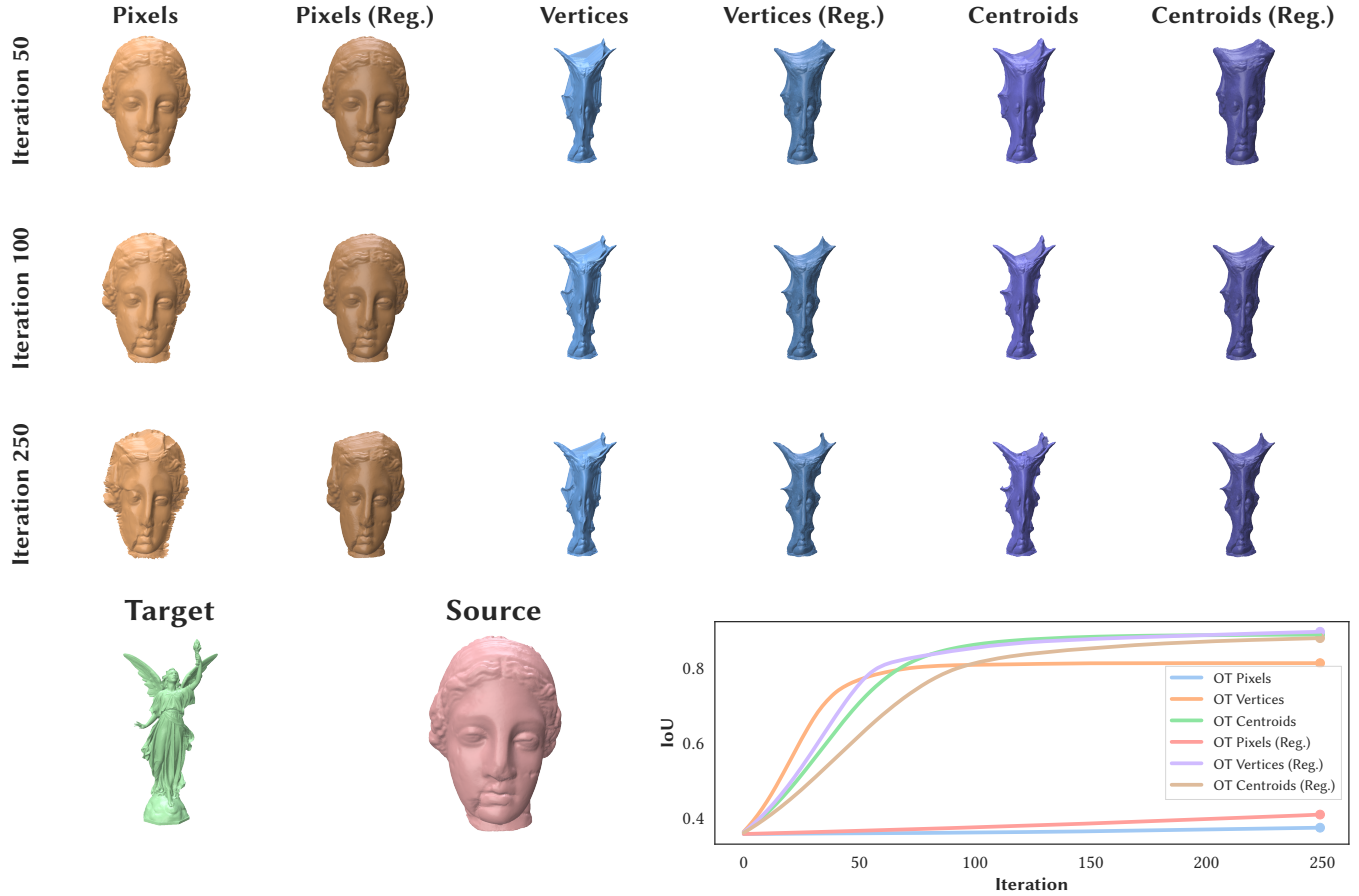 Pixels Pixels (Reg.) Vertices Vertices (Reg.) Centroids Centroids (Reg.)
Iteration 50
Iteration 100
Iteration 250
Target Source
0.8
0.6
0.4
IoU
OT Pixels
OT Vertices
OT Centroids
OT Pixels (Reg.)
OT Vertices (Reg.)
OT Centroids (Reg.)
0 50 100 150 200 250
Iteration